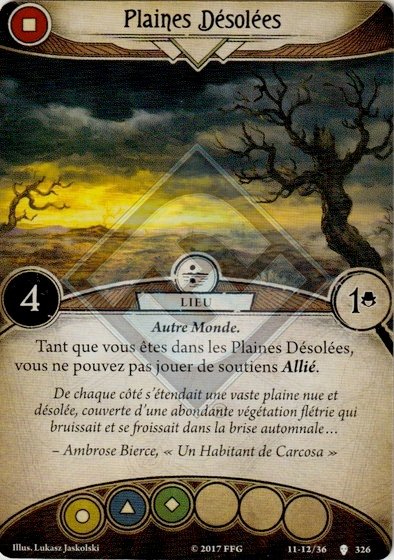 Plaines Désolées
4
LIEU
1
Autre Monde.
Tant que vous êtes dans les Plaines Désolées,
vous ne pouvez pas jouer de soutiens Allié.
De chaque côté s'étendait une vaste plaine nue et
désolée, couverte d'une abondante végétation flétrie qui
bruissait et se froissait dans la brise automnale…
– Ambrose Bierce, « Un Habitant de Carcosa »
Illus. Lukasz Jaskolski © 2017 FFG 11-12/36 326